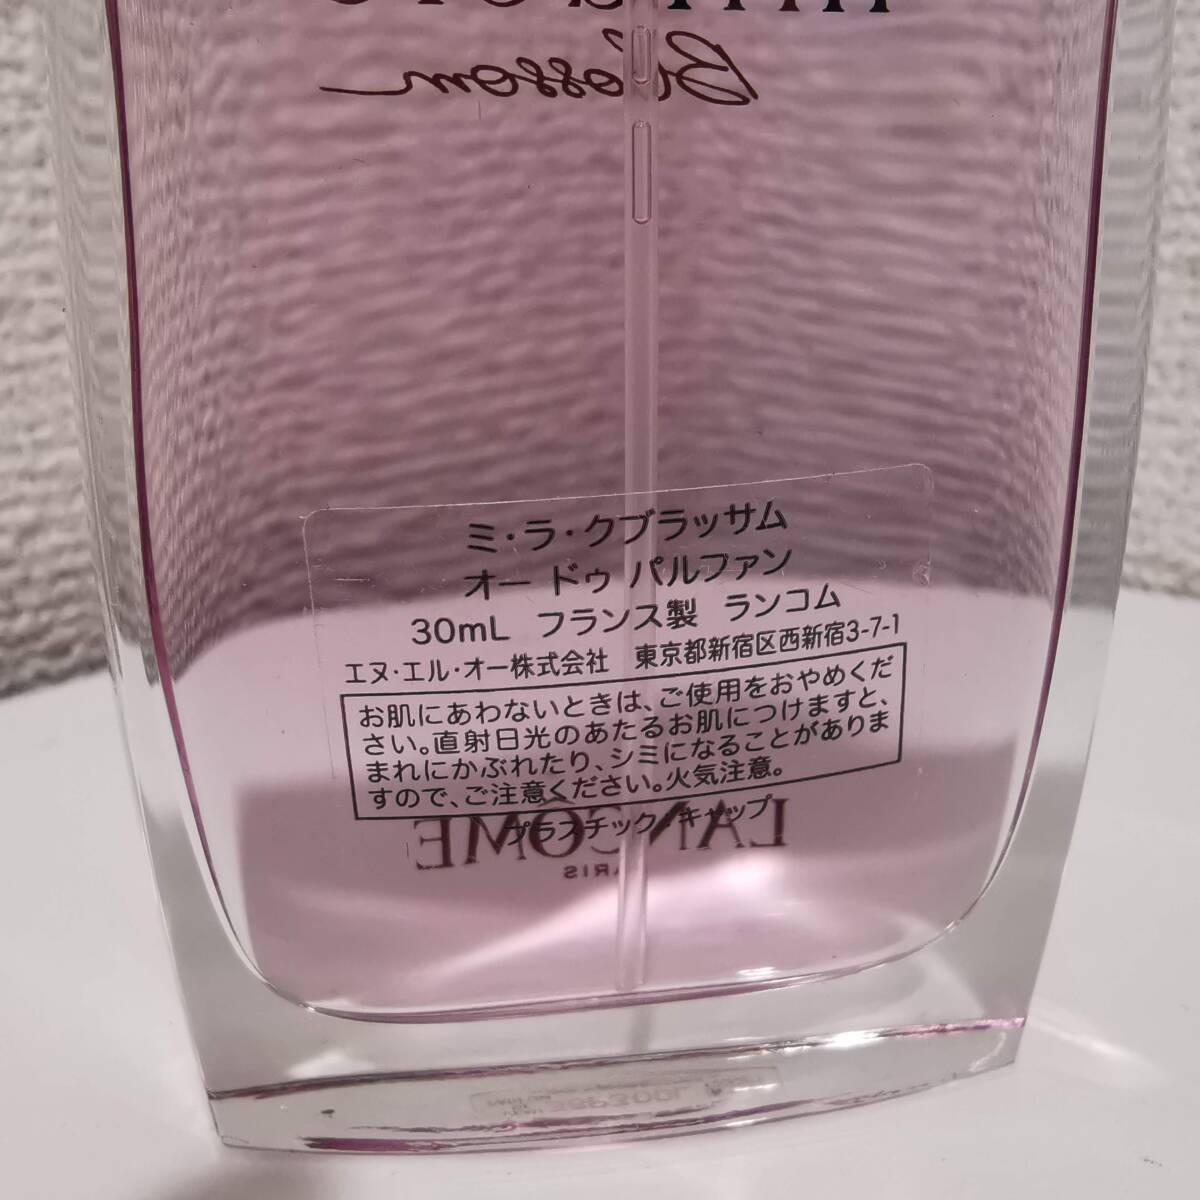 Blossom
ミ・ラ・クブラッサム
オー ドゥ パルファン
30mL フランス製 ランコム
エヌ・エル・オー株式会社 東京都新宿区西新宿3-7-1
お肌にあわないときは、ご使用をおやめくだ
さい。直射日光のあたるお肌につけますと、
まれにかぶれたり、シミになることがありま
すので、ご注意ください。火気注意。
プラスチック:キャップ
LANCÔME
PARIS